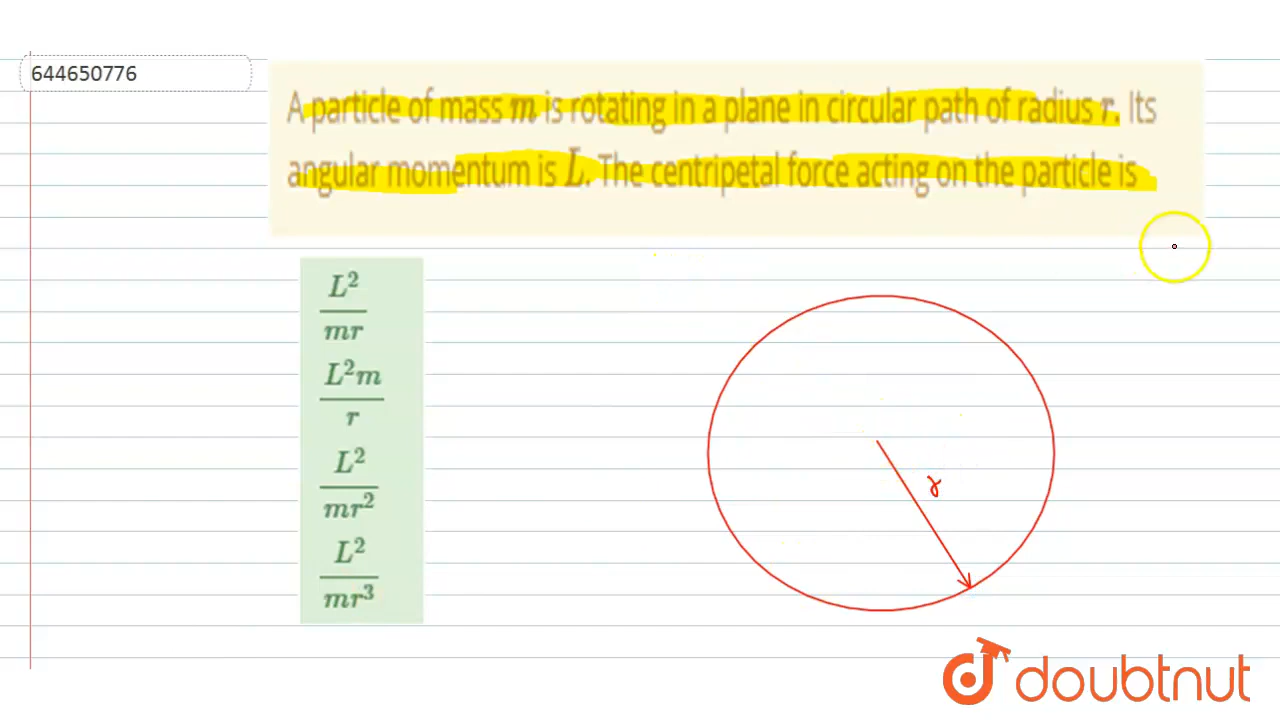 644650776
A particle of mass m is rotating in a plane in circular path of radius r. Its
angular momentum is L. The centripetal force acting on the particle is
L²
mr
L²m
r
L²
mr²
L²
mr³
r
doubtnut